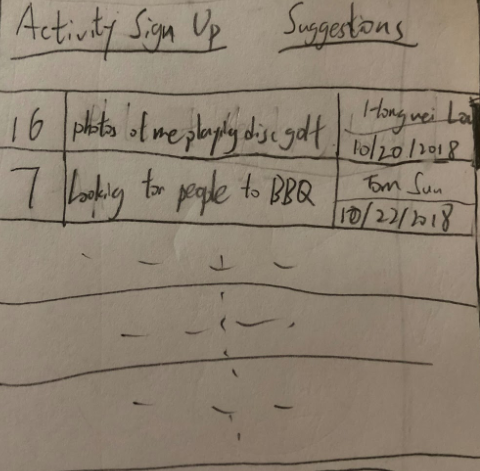 Activity Sign Up Suggestions
16 photos of me playing disc golf Hongwei
10/20/2018
7 Looking for people to BBQ Tom Sun
10/22/2018